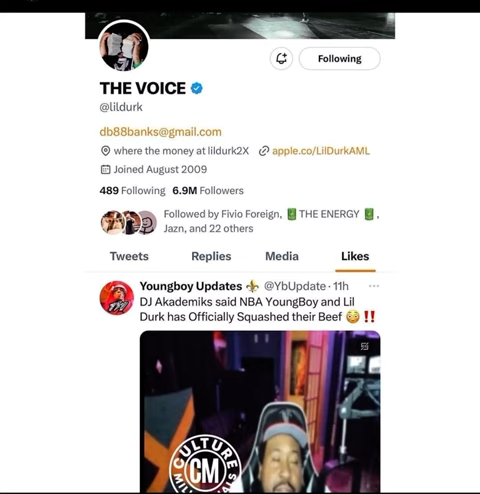 Following
THE VOICE
@lildurk
db88banks@gmail.com
where the money at lildurk2X apple.co/LilDurkAML
Joined August 2009
489 Following 6.9M Followers
Followed by Fivio Foreign, 🔋THE ENERGY 🔋,
Jazn, and 22 others
Tweets Replies Media Likes
Youngboy Updates ⚜️ @YbUpdate · 11h ...
DJ Akademiks said NBA YoungBoy and Lil
Durk has Officially Squashed their Beef 😳 ‼️
CULTURE
CM